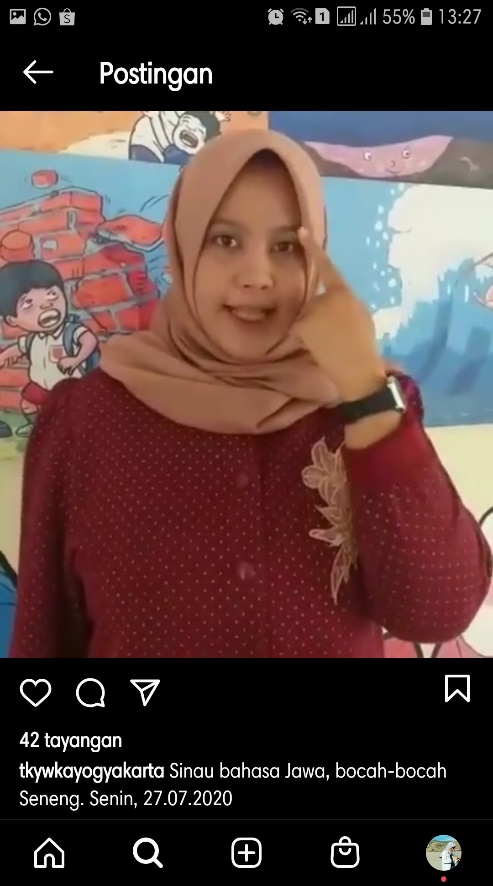 55% 13:27
Postingan
42 tayangan
tkywkayogyakarta Sinau bahasa Jawa, bocah-bocah
Seneng. Senin, 27.07.2020